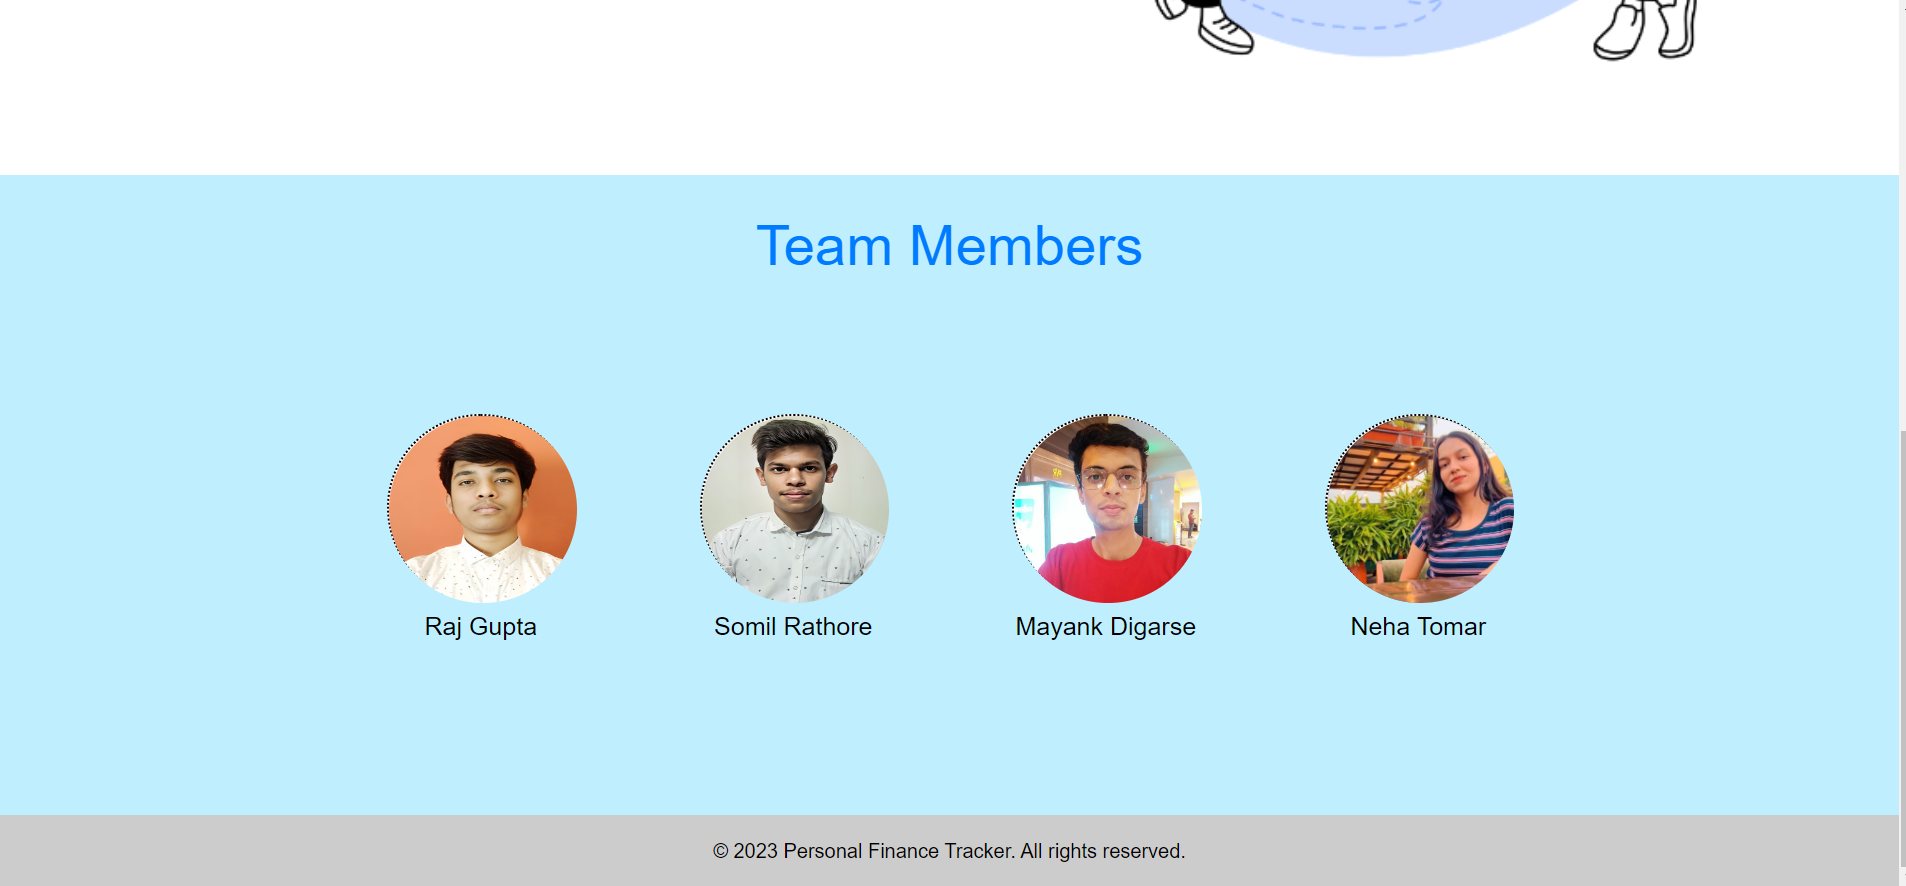 Team Members
Raj Gupta
Somil Rathore
Mayank Digarse
Neha Tomar
© 2023 Personal Finance Tracker. All rights reserved.